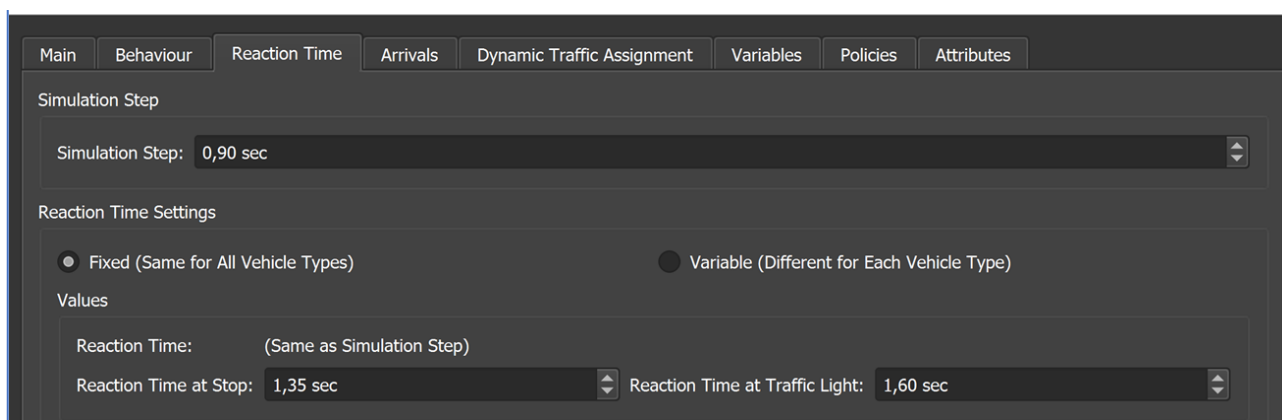 Main Behaviour Reaction Time Arrivals Dynamic Traffic Assignment Variables Policies Attributes
Simulation Step
Simulation Step: 0,90 sec
Reaction Time Settings
Fixed (Same for All Vehicle Types) Variable (Different for Each Vehicle Type)
Values
Reaction Time: (Same as Simulation Step)
Reaction Time at Stop: 1,35 sec Reaction Time at Traffic Light: 1,60 sec